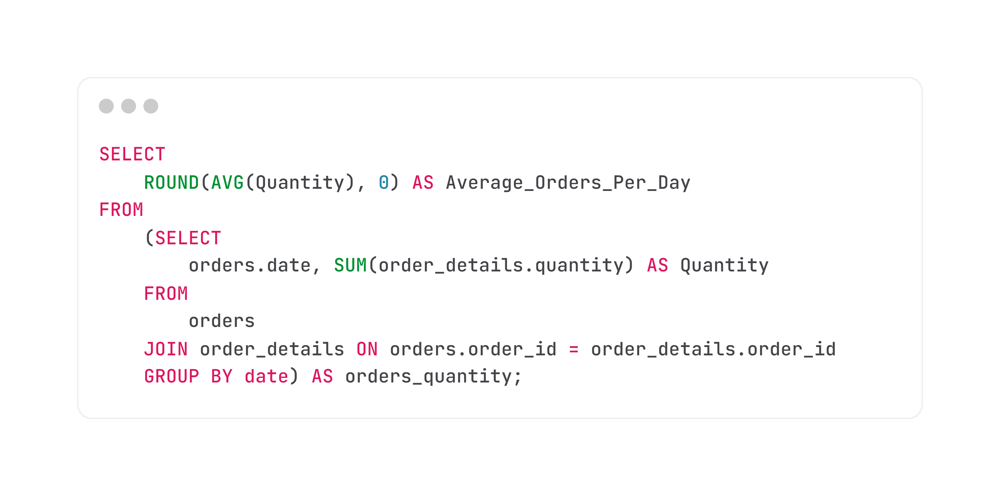 SELECT
    ROUND(AVG(Quantity), 0) AS Average_Orders_Per_Day
FROM
    (SELECT
        orders.date, SUM(order_details.quantity) AS Quantity
    FROM
        orders
    JOIN order_details ON orders.order_id = order_details.order_id
    GROUP BY date) AS orders_quantity;